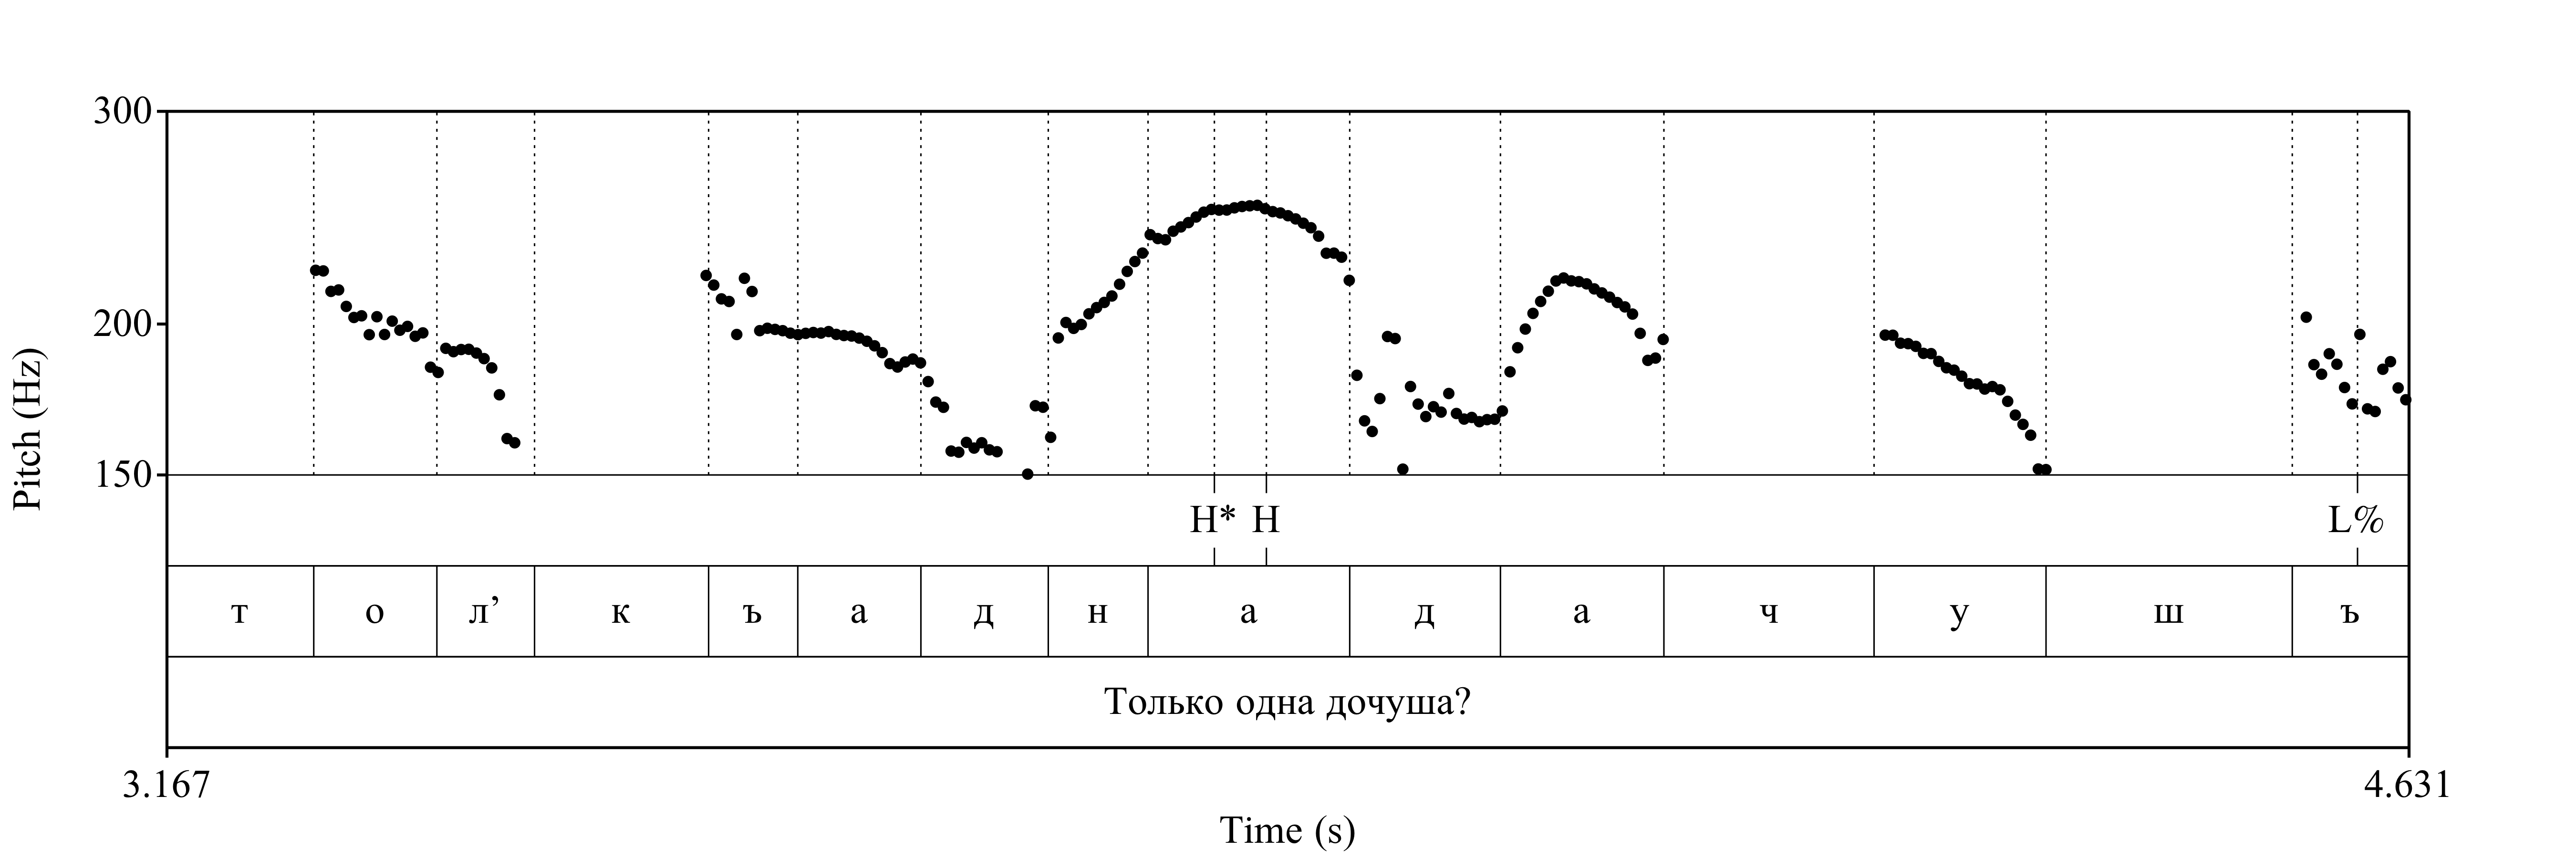 300
200
150
Pitch (Hz)
H* H L%
т о л’ к ъ а д н а д а ч у ш ъ
Только одна дочуша?
3.167 4.631
Time (s)